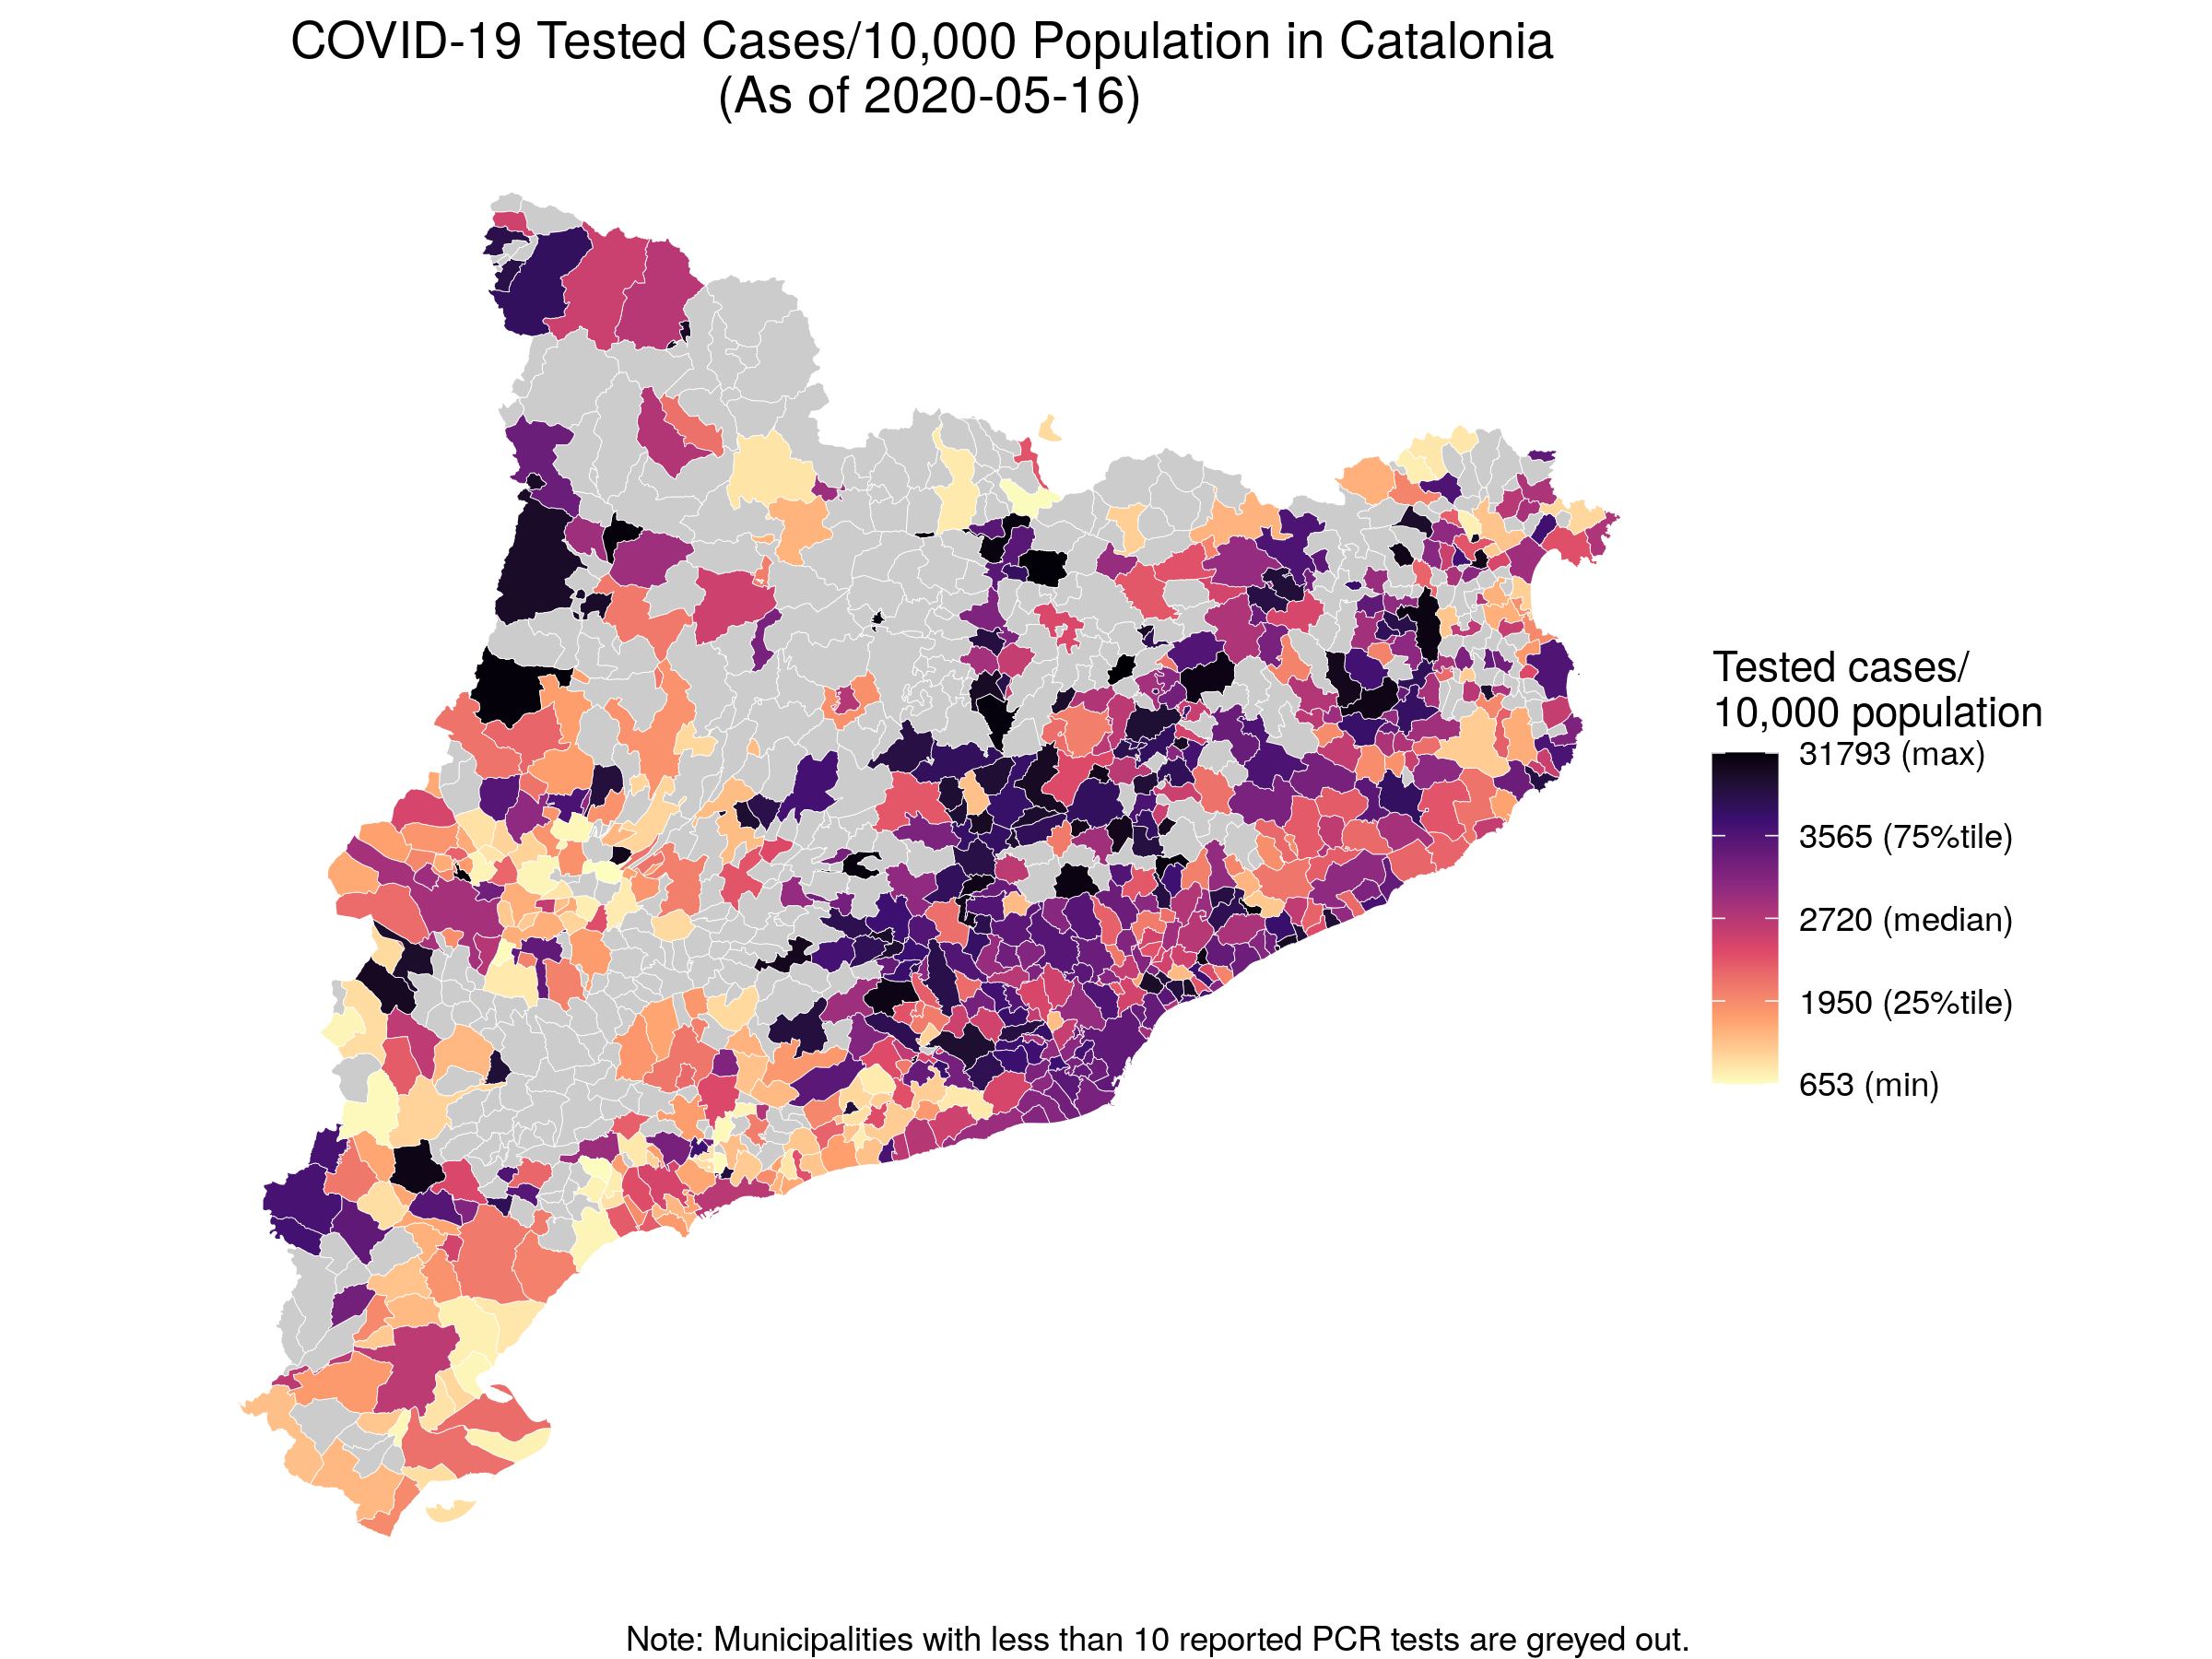 COVID-19 Tested Cases/10,000 Population in Catalonia
(As of 2020-05-16)
Tested cases/
10,000 population
31793 (max)
3565 (75%tile)
2720 (median)
1950 (25%tile)
653 (min)
Note: Municipalities with less than 10 reported PCR tests are greyed out.